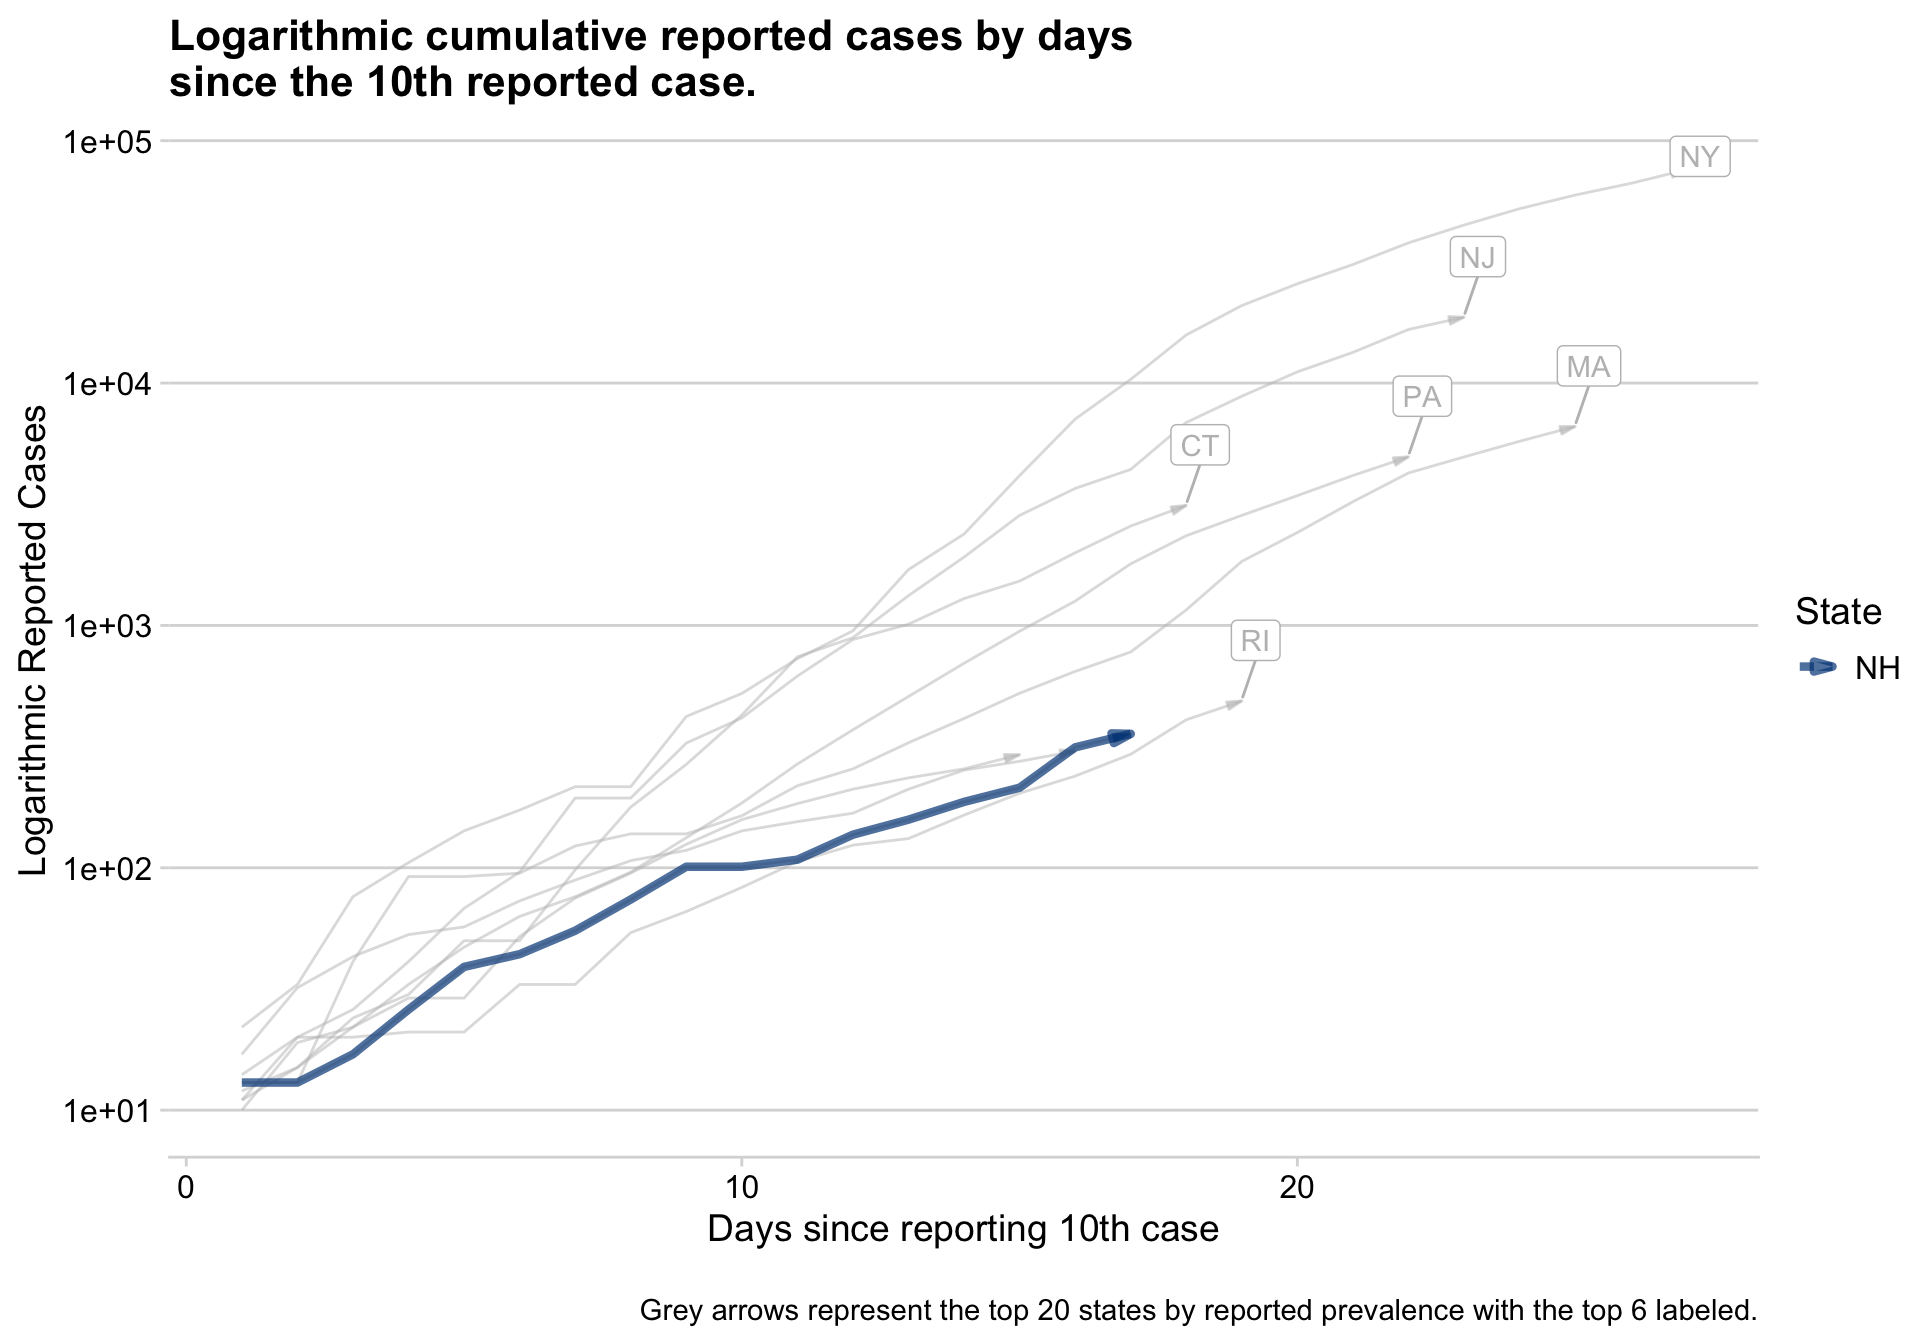 Logarithmic cumulative reported cases by days
since the 10th reported case.
1e+05
1e+04
1e+03
1e+02
1e+01
Logarithmic Reported Cases
NY
NJ
MA
PA
CT
RI
State
NH
0
10
20
Days since reporting 10th case
Grey arrows represent the top 20 states by reported prevalence with the top 6 labeled.